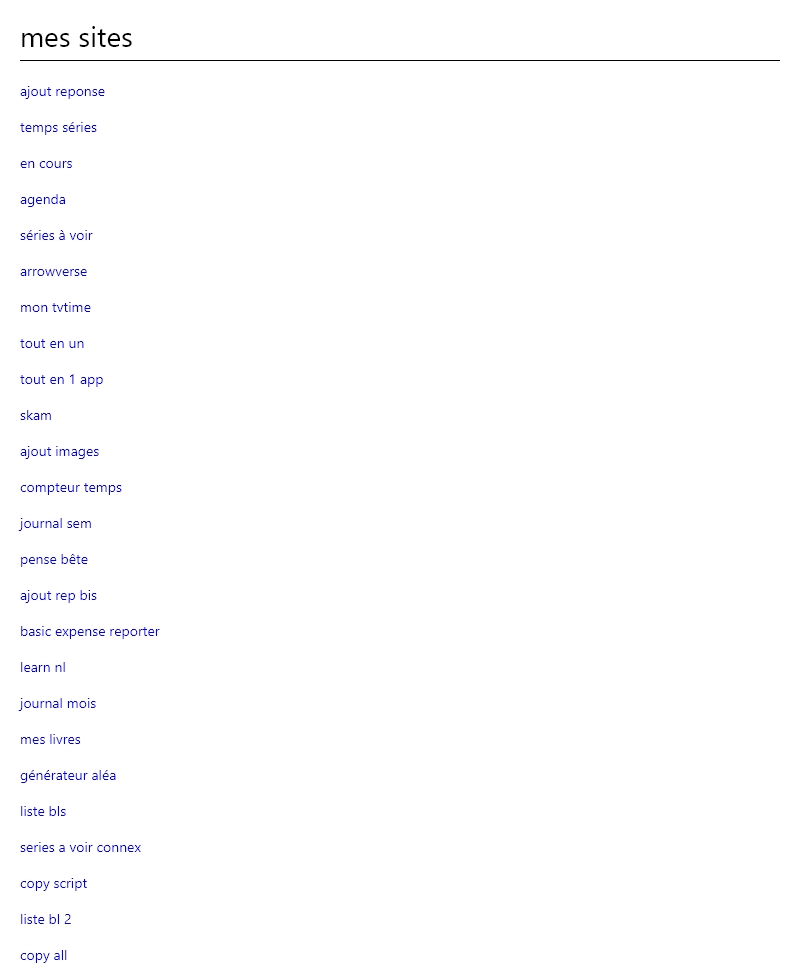 mes sites
ajout reponse
temps séries
en cours
agenda
séries à voir
arrowverse
mon tvtime
tout en un
tout en 1 app
skam
ajout images
compteur temps
journal sem
pense bête
ajout rep bis
basic expense reporter
learn nl
journal mois
mes livres
générateur aléa
liste bls
series a voir connex
copy script
liste bl 2
copy all